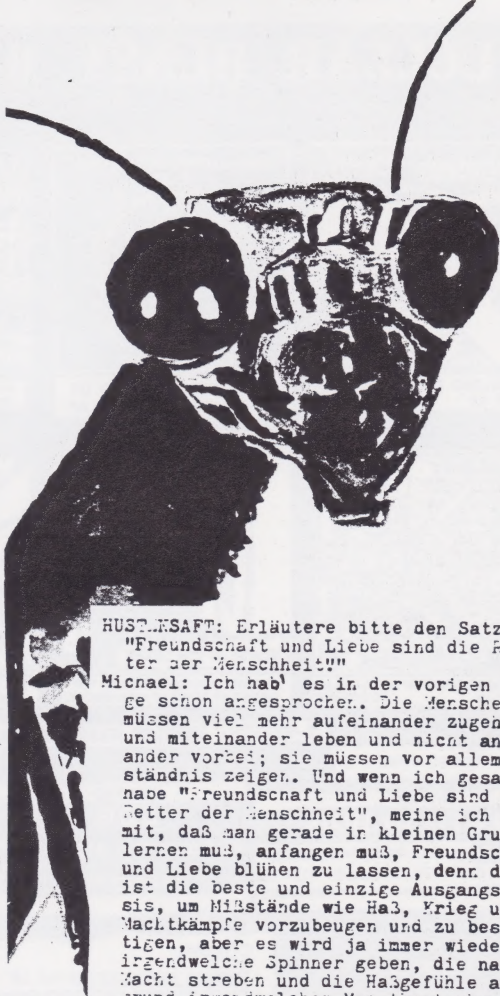 HUSTENSAFT: Erläutere bitte den Satz
"Freundschaft und Liebe sind die
ter der Menschheit!"
Michael: Ich hab' es in der vorigen
ge schon angesprochen. Die Mensche
müssen viel mehr aufeinander zugeh
und miteinander leben und nicht an
ander vorbei; sie müssen vor allem
ständnis zeigen. Und wenn ich gesa
habe "Freundschaft und Liebe sind
Retter der Menschheit", meine ich
mit, daß man gerade in kleinen Gru
lernen muß, anfangen muß, Freundsc
und Liebe blühen zu lassen, denn d
ist die beste und einzige Ausgangs
sis, um Mißstände wie Haß, Krieg u
Machtkämpfe vorzubeugen und zu bes
tigen, aber es wird ja immer wiede
irgendwelche Spinner geben, die na
Macht streben und die Haßgefühle a